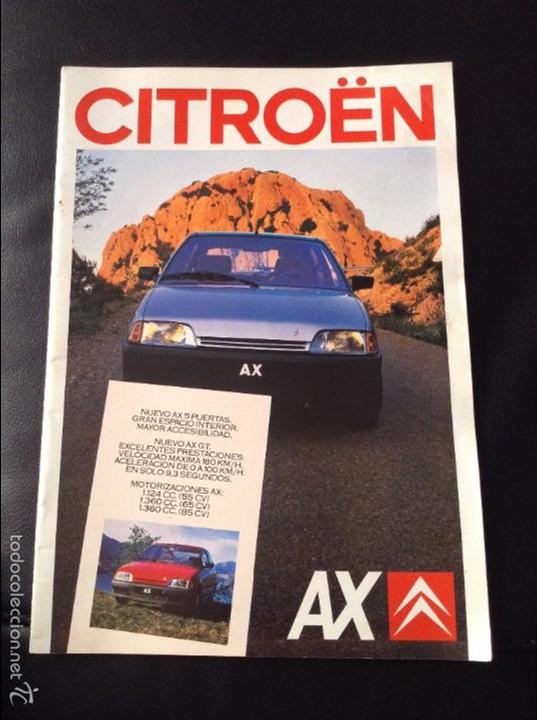 CITROËN
AX
NUEVO AX 5 PUERTAS.
GRAN ESPACIO INTERIOR.
MAYOR ACCESIBILIDAD.
NUEVO AX GT.
EXCELENTES PRESTACIONES:
VELOCIDAD MAXIMA 180 KM/H.
ACELERACION DE 0 A 100 KM/H.
EN SOLO 9,3 SEGUNDOS.
MOTORIZACIONES AX:
1.124 CC. (55 CV)
1.360 CC. (65 CV)
1.360 CC. (85 CV)
AX
AX
todocoleccion.net